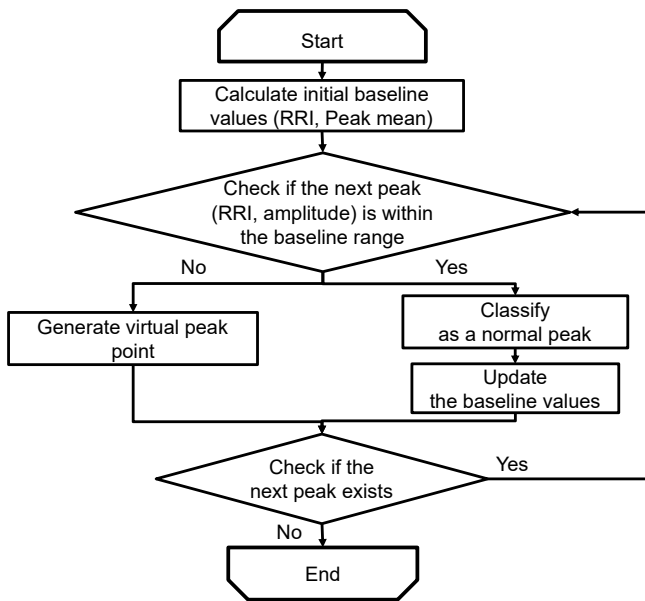 Start
Calculate initial baseline
values (RRI, Peak mean)
Check if the next peak
(RRI, amplitude) is within
the baseline range
No
Yes
Generate virtual peak
point
Classify
as a normal peak
Update
the baseline values
Check if the
next peak exists
Yes
No
End